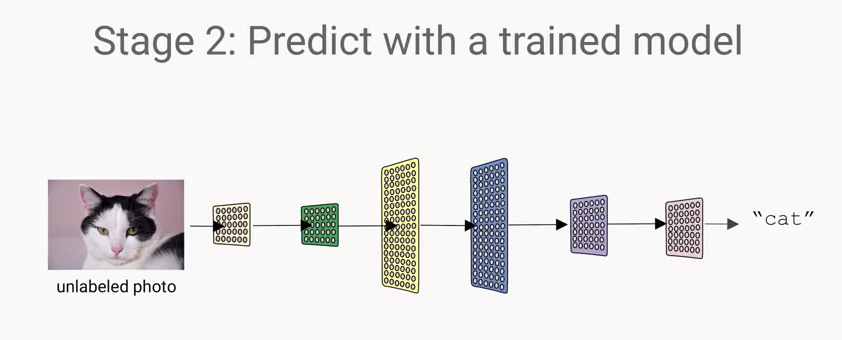 Stage 2: Predict with a trained model
“cat”
unlabeled photo